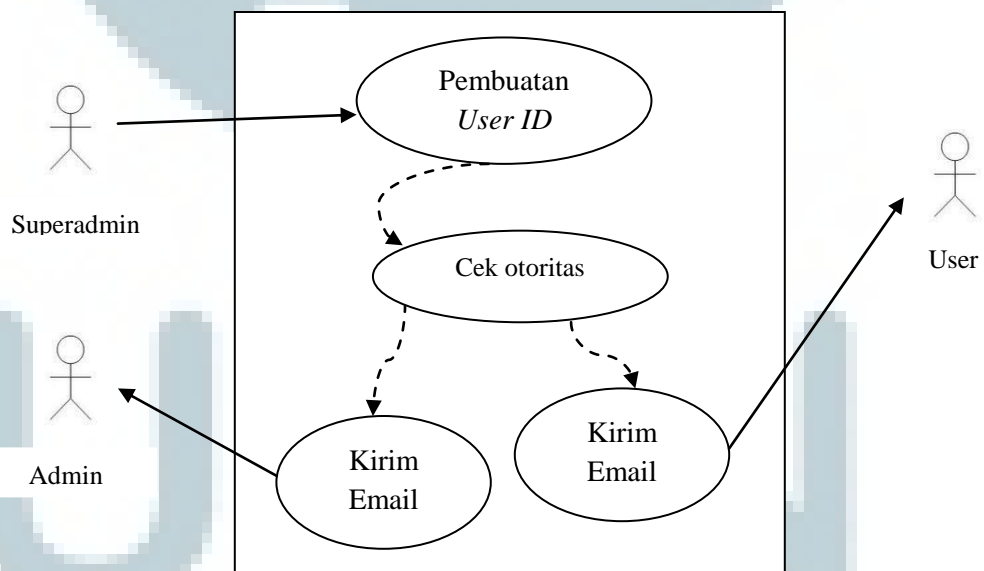 Pembuatan
User ID
Superadmin
Cek otoritas
User
Admin
Kirim
Email
Kirim
Email